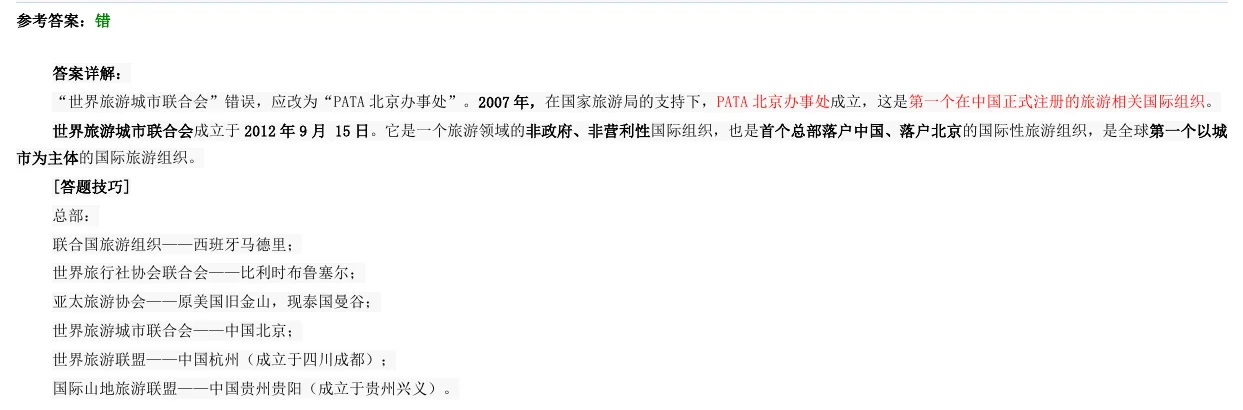 参考答案：错
答案详解：
“世界旅游城市联合会”错误，应改为“PATA 北京办事处”。2007 年，在国家旅游局的支持下，PATA 北京办事处成立，这是第一个在中国正式注册的旅游相关国际组织。
世界旅游城市联合会成立于 2012 年 9 月 15 日。它是一个旅游领域的非政府、非营利性国际组织，也是首个总部落户中国、落户北京的国际性旅游组织，是全球第一个以城
市为主体的国际旅游组织。
[答题技巧]
总部：
联合国旅游组织——西班牙马德里；
世界旅行社协会联合会——比利时布鲁塞尔；
亚太旅游协会——原美国旧金山，现泰国曼谷；
世界旅游城市联合会——中国北京；
世界旅游联盟——中国杭州（成立于四川成都）；
国际山地旅游联盟——中国贵州贵阳（成立于贵州兴义）。